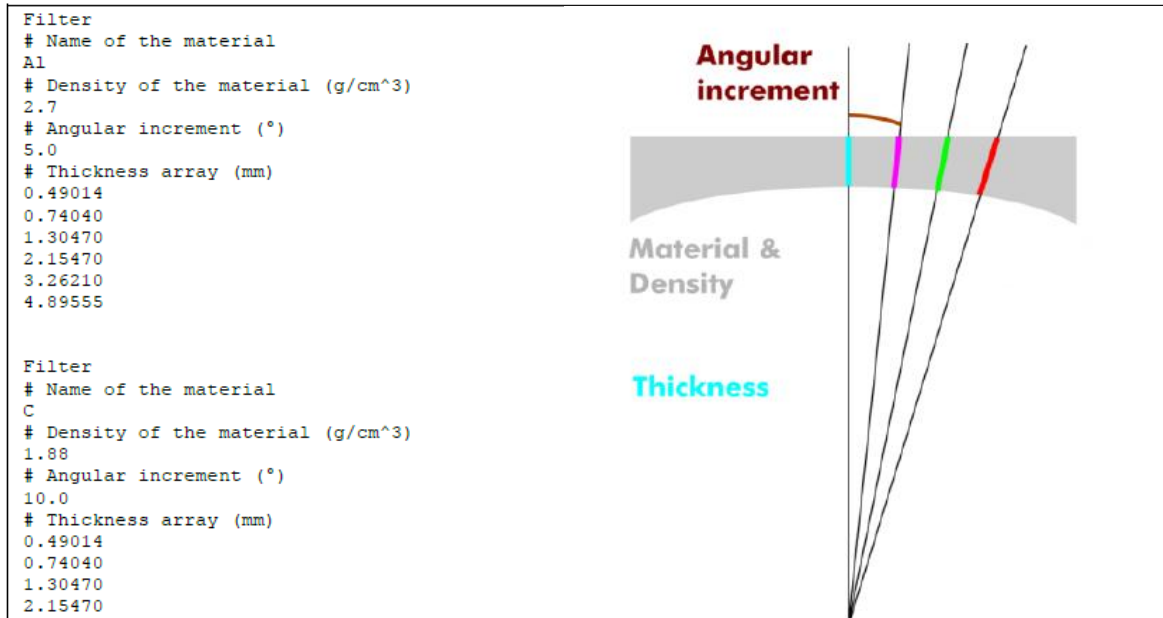 Filter
# Name of the material
Al
# Density of the material (g/cm^3)
2.7
# Angular increment (°)
5.0
# Thickness array (mm)
0.49014
0.74040
1.30470
2.15470
3.26210
4.89555
Filter
# Name of the material
C
# Density of the material (g/cm^3)
1.88
# Angular increment (°)
10.0
# Thickness array (mm)
0.49014
0.74040
1.30470
2.15470
Angular
increment
Material &
Density
Thickness